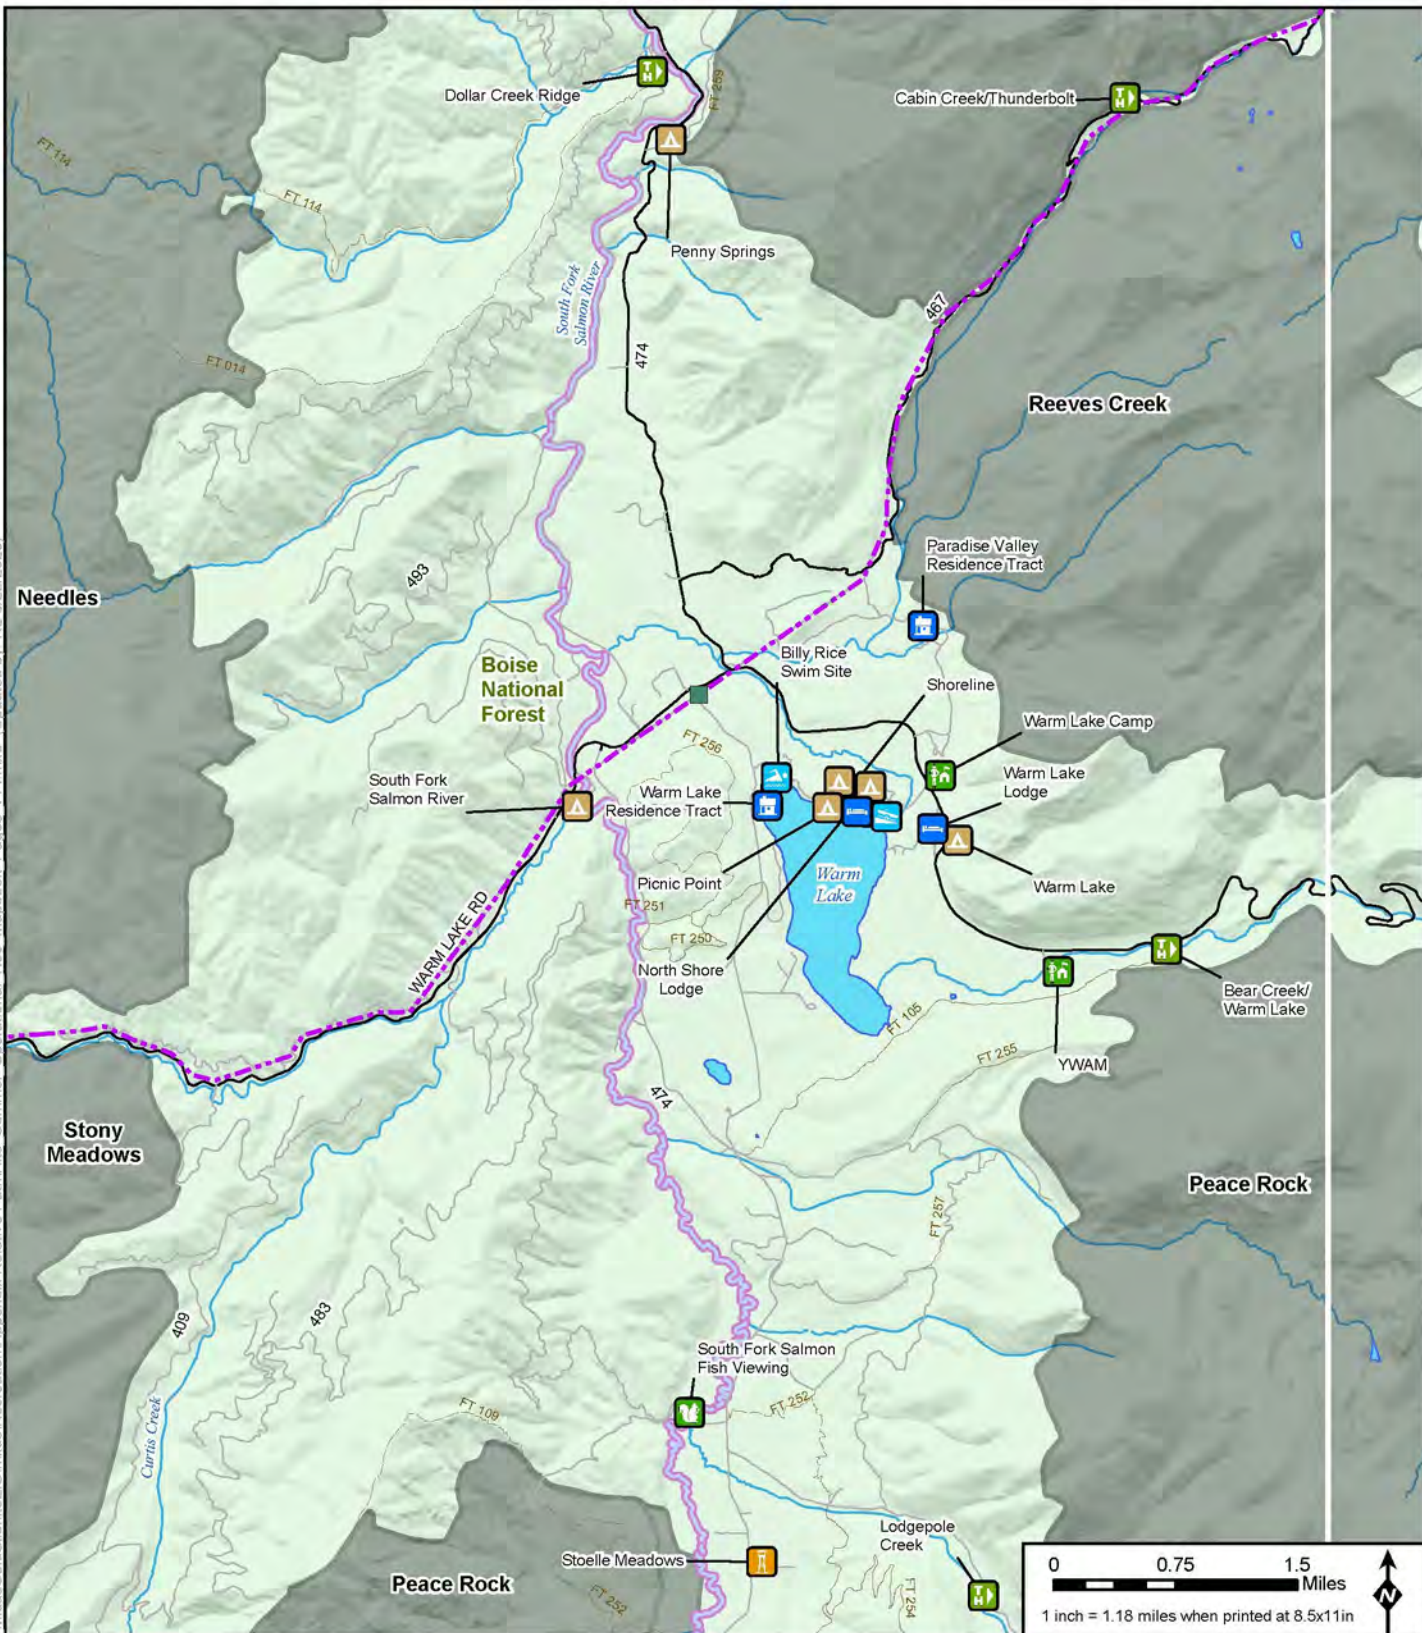 Dollar Creek Ridge
FT 259
Cabin Creek/Thunderbolt
FT 114
FT 114
Penny Springs
South Fork
Salmon River
467
474
FT 014
Reeves Creek
Paradise Valley
Residence Tract
493
Needles
Billy Rice
Swim Site
Boise
National
Forest
Shoreline
Warm Lake Camp
FT 256
South Fork
Salmon River
Warm Lake
Residence Tract
Warm Lake
Lodge
Picnic Point
Warm
Lake
Warm Lake
FT 251
WARM LAKE RD
FT 250
North Shore
Lodge
Bear Creek/
Warm Lake
FT 105
FT 255
YWAM
474
Stony
Meadows
Peace Rock
FT 257
409
483
South Fork Salmon
Fish Viewing
FT 252
FT 109
Curtis Creek
Lodgepole
Creek
Stoelle Meadows
Peace Rock
FT 252
FT 254
TH
TH
TH
TH
0 0.75 1.5
Miles
1 inch = 1.18 miles when printed at 8.5x11in
N